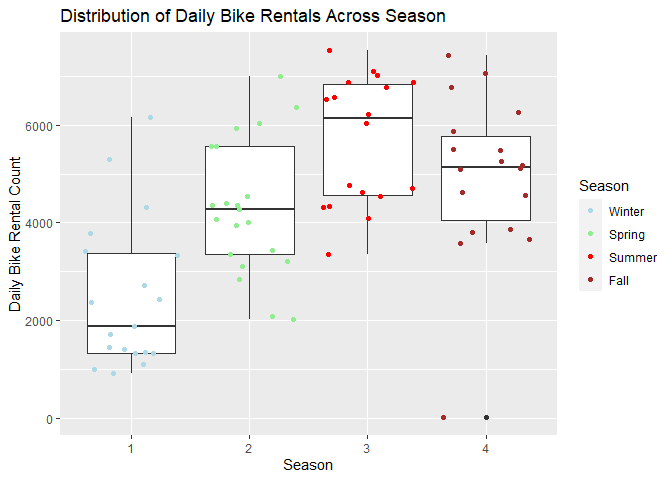 Distribution of Daily Bike Rentals Across Season
Daily Bike Rental Count
6000
4000
2000
0
1 2 3 4
Season
Season
Winter
Spring
Summer
Fall